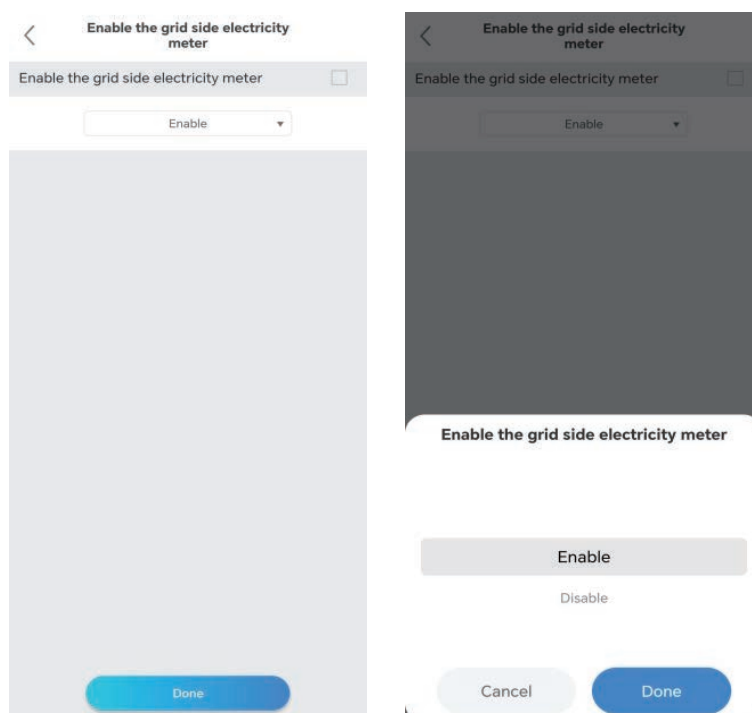 Enable the grid side electricity
meter
Enable the grid side electricity meter
Enable
Done
Enable the grid side electricity
meter
Enable the grid side electricity meter
Enable
Enable the grid side electricity meter
Enable
Disable
Cancel
Done